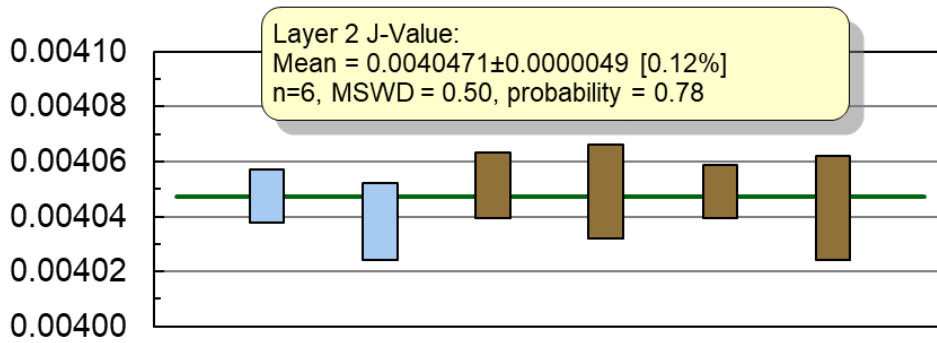 Layer 2 J-Value:
Mean = 0.0040471±0.0000049 [0.12%]
n=6, MSWD = 0.50, probability = 0.78
0.00410
0.00408
0.00406
0.00404
0.00402
0.00400